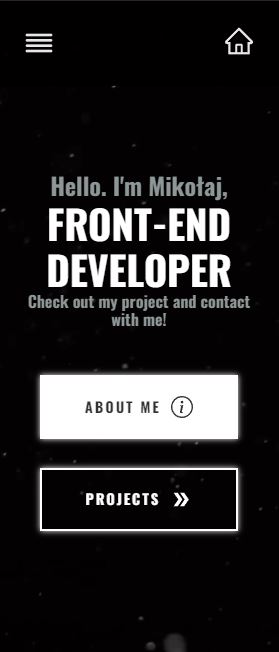 Hello. I'm Mikołaj,
FRONT-END
DEVELOPER
Check out my project and contact
with me!
ABOUT ME
PROJECTS